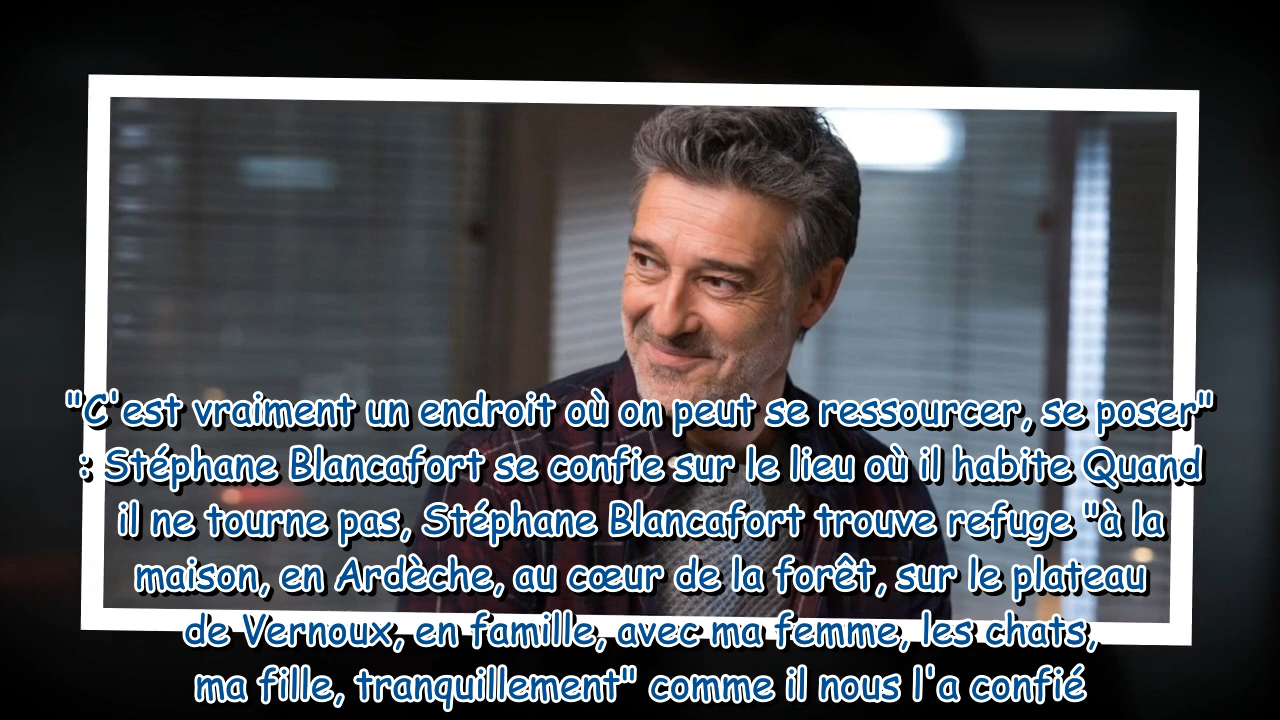 "C'est vraiment un endroit où on peut se ressourcer, se poser"
: Stéphane Blancafort se confie sur le lieu où il habite Quand
il ne tourne pas, Stéphane Blancafort trouve refuge "à la
maison, en Ardèche, au cœur de la forêt, sur le plateau
de Vernoux, en famille, avec ma femme, les chats,
ma fille, tranquillement" comme il nous l'a confié